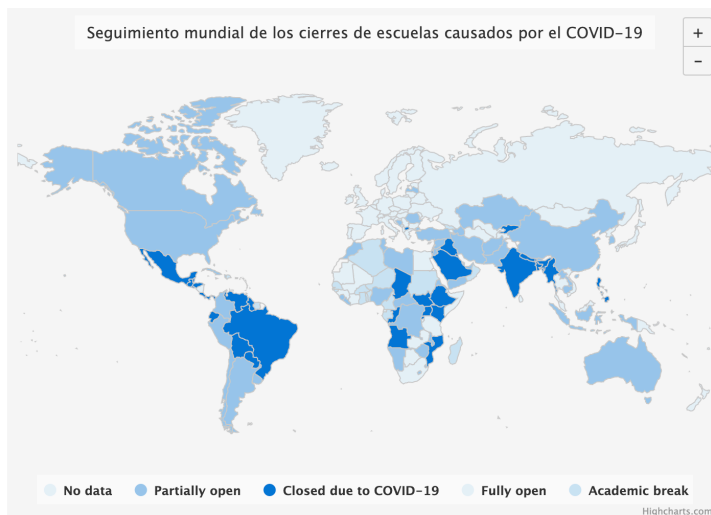 Seguimiento mundial de los cierres de escuelas causados por el COVID-19
+
-
No data Partially open Closed due to COVID-19 Fully open Academic break
Highcharts.com